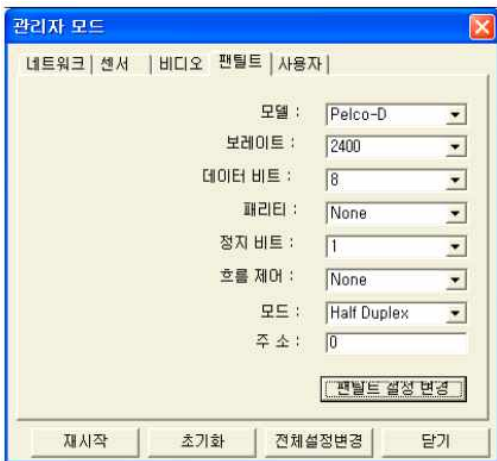 관리자 모드
네트워크 | 센서 | 비디오 팬틸트 | 사용자 |
모델 : Pelco-D
보레이트 : 2400
데이터 비트 : 8
패리티 : None
정지 비트 : 1
흐름 제어 : None
모드 : Half Duplex
주 소 : 0
팬틸트 설정 변경
재시작 초기화 전체설정변경 닫기